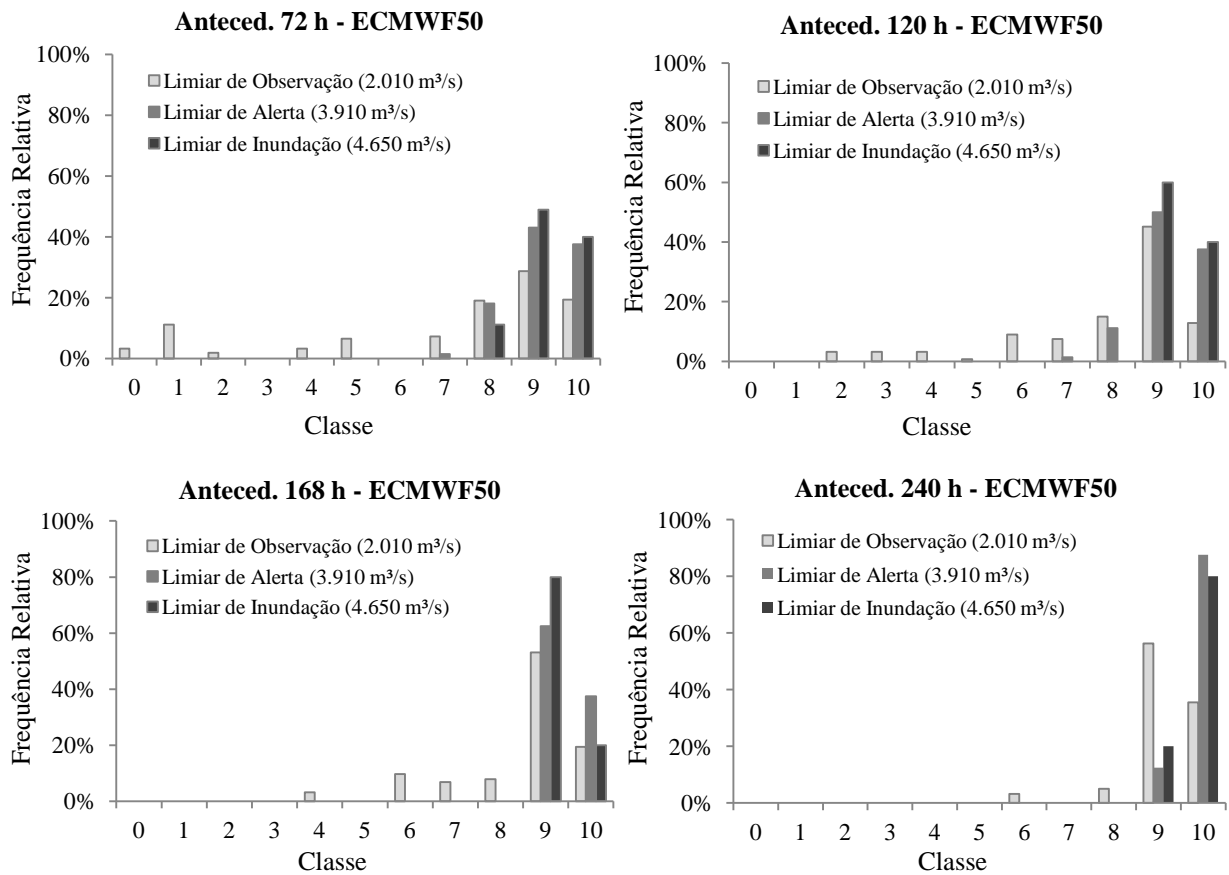 Anteced. 72 h - ECMWF50
100%
80%
60%
40%
20%
0%
Frequência Relativa
Limiar de Observação (2.010 m³/s)
Limiar de Alerta (3.910 m³/s)
Limiar de Inundação (4.650 m³/s)
0 1 2 3 4 5 6 7 8 9 10
Classe
Anteced. 120 h - ECMWF50
100%
80%
60%
40%
20%
0%
Frequência Relativa
Limiar de Observação (2.010 m³/s)
Limiar de Alerta (3.910 m³/s)
Limiar de Inundação (4.650 m³/s)
0 1 2 3 4 5 6 7 8 9 10
Classe
Anteced. 168 h - ECMWF50
100%
80%
60%
40%
20%
0%
Frequência Relativa
Limiar de Observação (2.010 m³/s)
Limiar de Alerta (3.910 m³/s)
Limiar de Inundação (4.650 m³/s)
0 1 2 3 4 5 6 7 8 9 10
Classe
Anteced. 240 h - ECMWF50
100%
80%
60%
40%
20%
0%
Frequência Relativa
Limiar de Observação (2.010 m³/s)
Limiar de Alerta (3.910 m³/s)
Limiar de Inundação (4.650 m³/s)
0 1 2 3 4 5 6 7 8 9 10
Classe